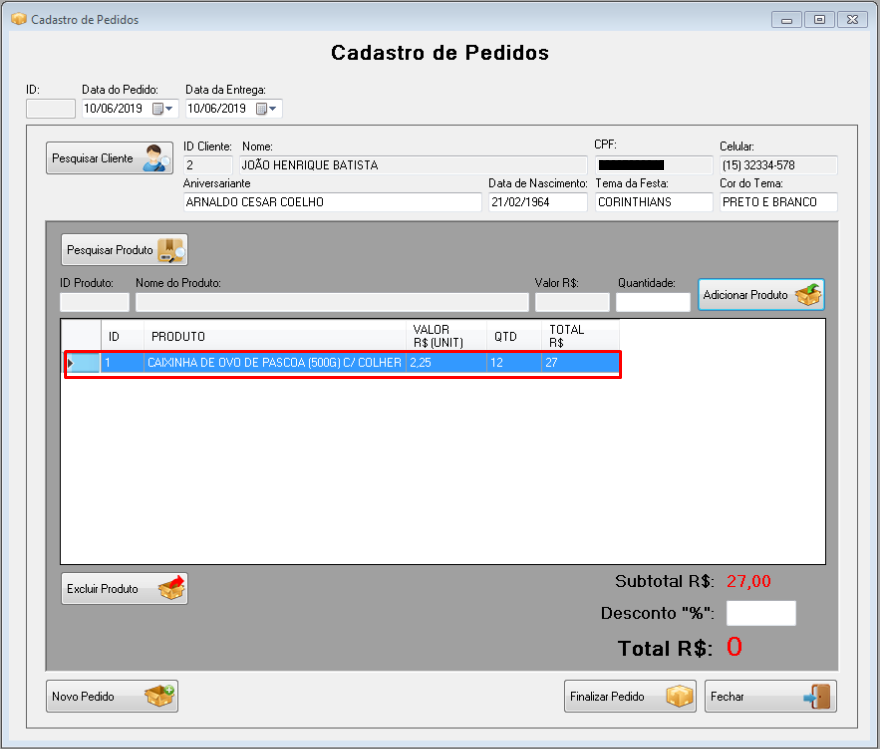 Cadastro de Pedidos
Cadastro de Pedidos
ID: Data do Pedido: Data da Entrega:
10/06/2019 10/06/2019
Pesquisar Cliente ID Cliente: Nome: CPF: Celular:
2 JOÃO HENRIQUE BATISTA (15) 32334-578
Aniversariante Data de Nascimento: Tema da Festa: Cor do Tema:
ARNALDO CESAR COELHO 21/02/1964 CORINTHIANS PRETO E BRANCO
Pesquisar Produto
ID Produto: Nome do Produto: Valor R$: Quantidade: Adicionar Produto
ID PRODUTO VALOR R$ (UNIT) QTD TOTAL R$
1 CAIXINHA DE OVO DE PASCOA (500G) C/ COLHER 2,25 12 27
Excluir Produto Subtotal R$: 27,00
Desconto "%":
Total R$: 0
Novo Pedido Finalizar Pedido Fechar